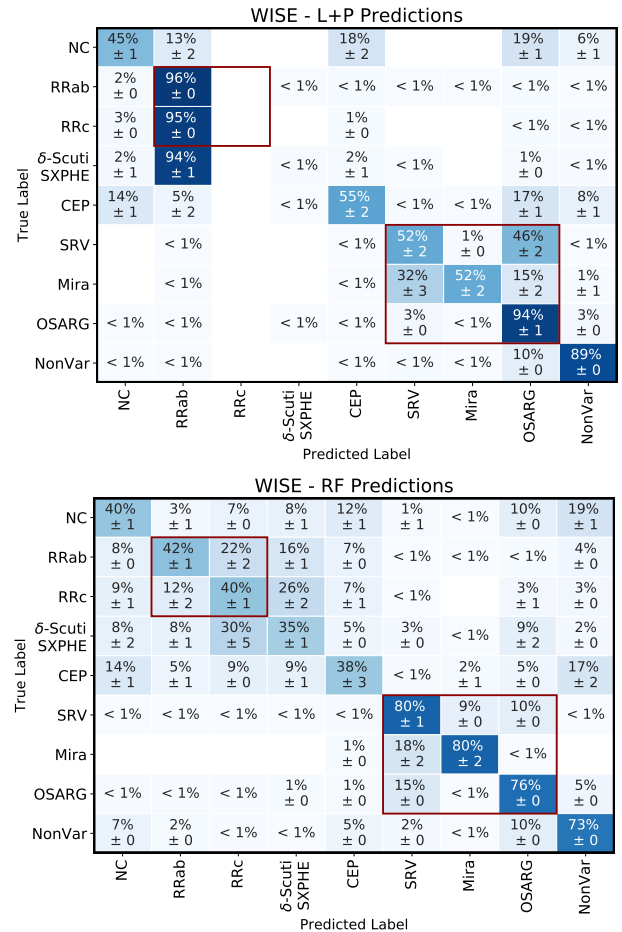 WISE - L+P Predictions
True Label
NC 45% ± 1 13% ± 2 18% ± 2 19% ± 1 6% ± 1
RRab 2% ± 0 96% ± 0 < 1% < 1% < 1% < 1% < 1% < 1%
RRc 3% ± 0 95% ± 0 1% ± 0 < 1% < 1%
δ-Scuti SXPHE 2% ± 1 94% ± 1 < 1% 2% ± 1 < 1% 1% ± 0 < 1%
CEP 14% ± 1 5% ± 2 < 1% 55% ± 2 < 1% < 1% 17% ± 1 8% ± 1
SRV < 1% < 1% 52% ± 2 1% ± 0 46% ± 2 < 1%
Mira < 1% < 1% 32% ± 3 52% ± 2 15% ± 2 1% ± 1
OSARG < 1% < 1% < 1% < 1% 3% ± 0 < 1% 94% ± 1 3% ± 0
NonVar < 1% < 1% < 1% < 1% < 1% 10% ± 0 89% ± 0
NC RRab RRc δ-Scuti SXPHE CEP SRV Mira OSARG NonVar
Predicted Label
WISE - RF Predictions
True Label
NC 40% ± 1 3% ± 1 7% ± 0 8% ± 1 12% ± 1 1% ± 1 < 1% 10% ± 0 19% ± 1
RRab 8% ± 0 42% ± 1 22% ± 2 16% ± 1 7% ± 0 < 1% < 1% < 1% 4% ± 0
RRc 9% ± 1 12% ± 2 40% ± 1 26% ± 2 7% ± 1 < 1% 3% ± 1 3% ± 0
δ-Scuti SXPHE 8% ± 2 8% ± 1 30% ± 5 35% ± 1 5% ± 0 3% ± 0 < 1% 9% ± 2 2% ± 0
CEP 14% ± 1 5% ± 1 9% ± 0 9% ± 1 38% ± 3 < 1% 2% ± 1 5% ± 0 17% ± 2
SRV < 1% < 1% < 1% < 1% < 1% 80% ± 1 9% ± 0 10% ± 0 < 1%
Mira 1% ± 0 18% ± 2 80% ± 2 < 1%
OSARG < 1% < 1% < 1% 1% ± 0 1% ± 0 15% ± 0 < 1% 76% ± 0 5% ± 0
NonVar 7% ± 0 2% ± 0 < 1% < 1% 5% ± 0 2% ± 0 < 1% 10% ± 0 73% ± 0
NC RRab RRc δ-Scuti SXPHE CEP SRV Mira OSARG NonVar
Predicted Label